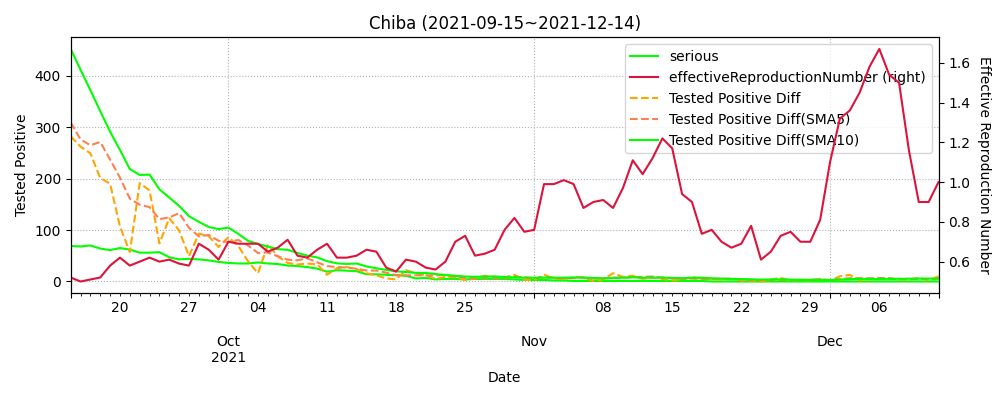 Chiba (2021-09-15~2021-12-14)
serious
effectiveReproductionNumber (right)
Tested Positive Diff
Tested Positive Diff(SMA5)
Tested Positive Diff(SMA10)
Tested Positive
400
300
200
100
0
1.6
1.4
1.2
1.0
0.8
0.6
Effective Reproduction Number
20 27 04 11 18 25 08 15 22 29 06
Oct Nov Dec
2021
Date